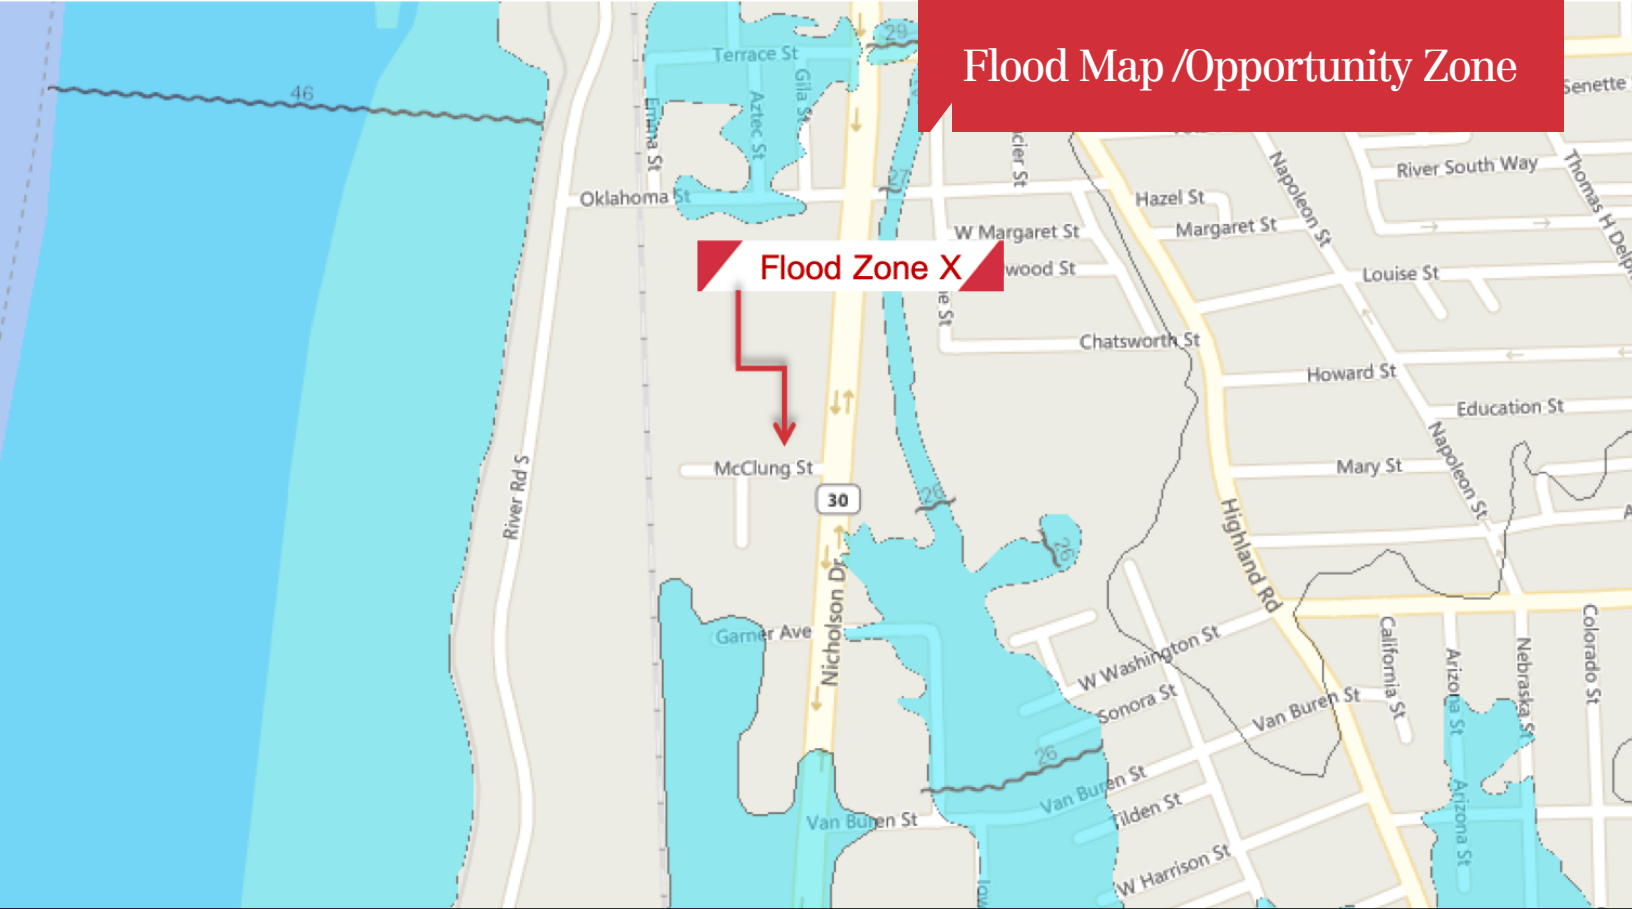 Flood Map /Opportunity Zone
29
Terrace St
Gila St
Senette
46
Aztec St
Emma St
River South Way
Napoleon St
27
Oklahoma St
Hazel St
W Margaret St
Margaret St
Flood Zone X
Louise St
Chatsworth St
Howard St
Education St
McClung St
Mary St
Napoleon St
River Rd S
30
26
26
Highland Rd
Nicholson Dr
Garner Ave
W Washington St
California St
Arizona St
Nebraska St
Colorado St
Sonora St
Van Buren St
26
Van Buren St
Tilden St
Arizona St
Van Buren St
W Harrison St